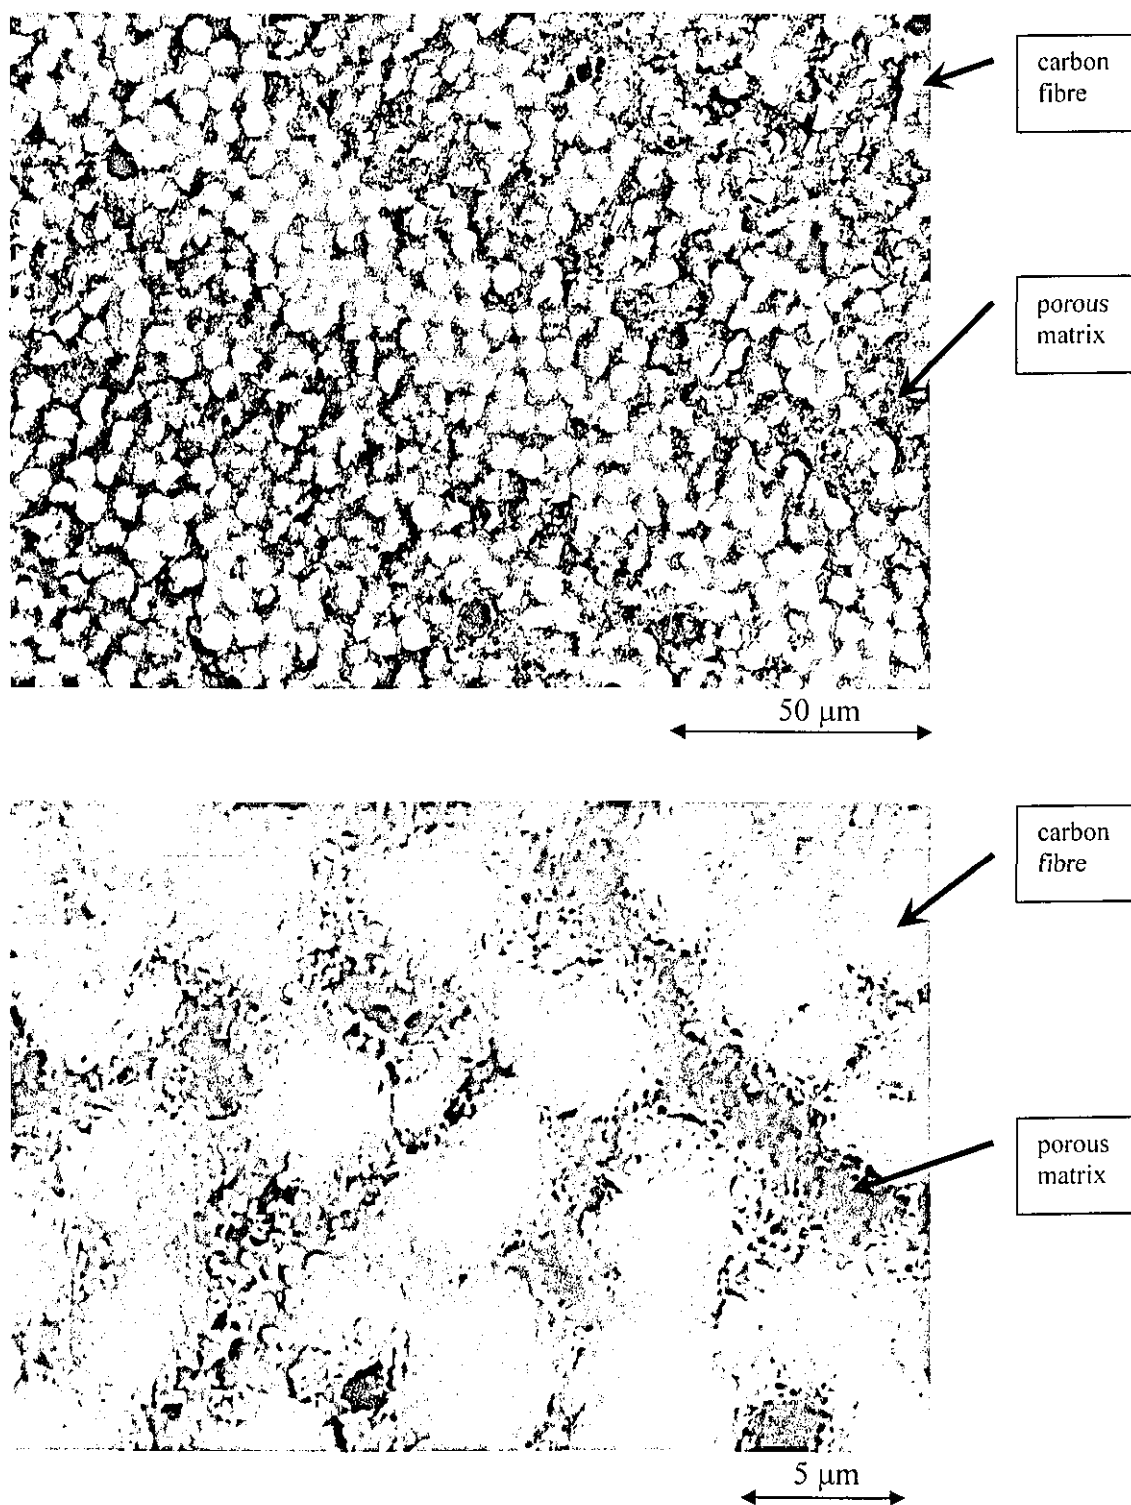 carbon
fibre
porous
matrix
50 μm
carbon
fibre
porous
matrix
5 μm